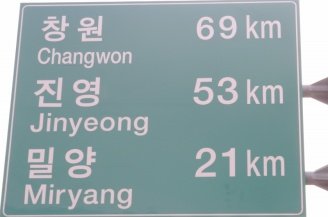 창원 69 km
Changwon
진영 53 km
Jinyeong
밀양 21 km
Miryang